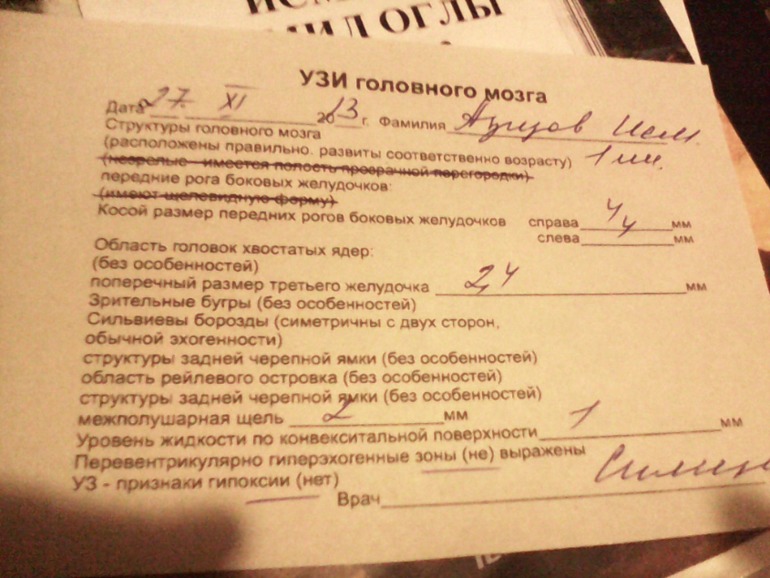 ИСМ
МИЛ ОГЛЫ
УЗИ головного мозга
Дата 27. XI 2013 г. Фамилия Исм.
Структуры головного мозга
(расположены правильно. развиты соответственно возрасту) 1 м.
(незрелые - имеется полость прозрачной перегородки)
передние рога боковых желудочков:
(имеют щелевидную форму)
Косой размер передних рогов боковых желудочков справа 4 мм
слева 4 мм
Область головок хвостатых ядер:
(без особенностей)
поперечный размер третьего желудочка 2,4 мм
Зрительные бугры (без особенностей)
Сильвиевы борозды (симетричны с двух сторон,
обычной эхогенности)
структуры задней черепной ямки (без особенностей)
область рейлевого островка (без особенностей)
структуры задней черепной ямки (без особенностей)
межполушарная щель 2 мм
Уровень жидкости по конвекситальной поверхности 1 мм
Перевентрикулярно гиперэхогенные зоны (не) выражены
УЗ - признаки гипоксии (нет)
Врач